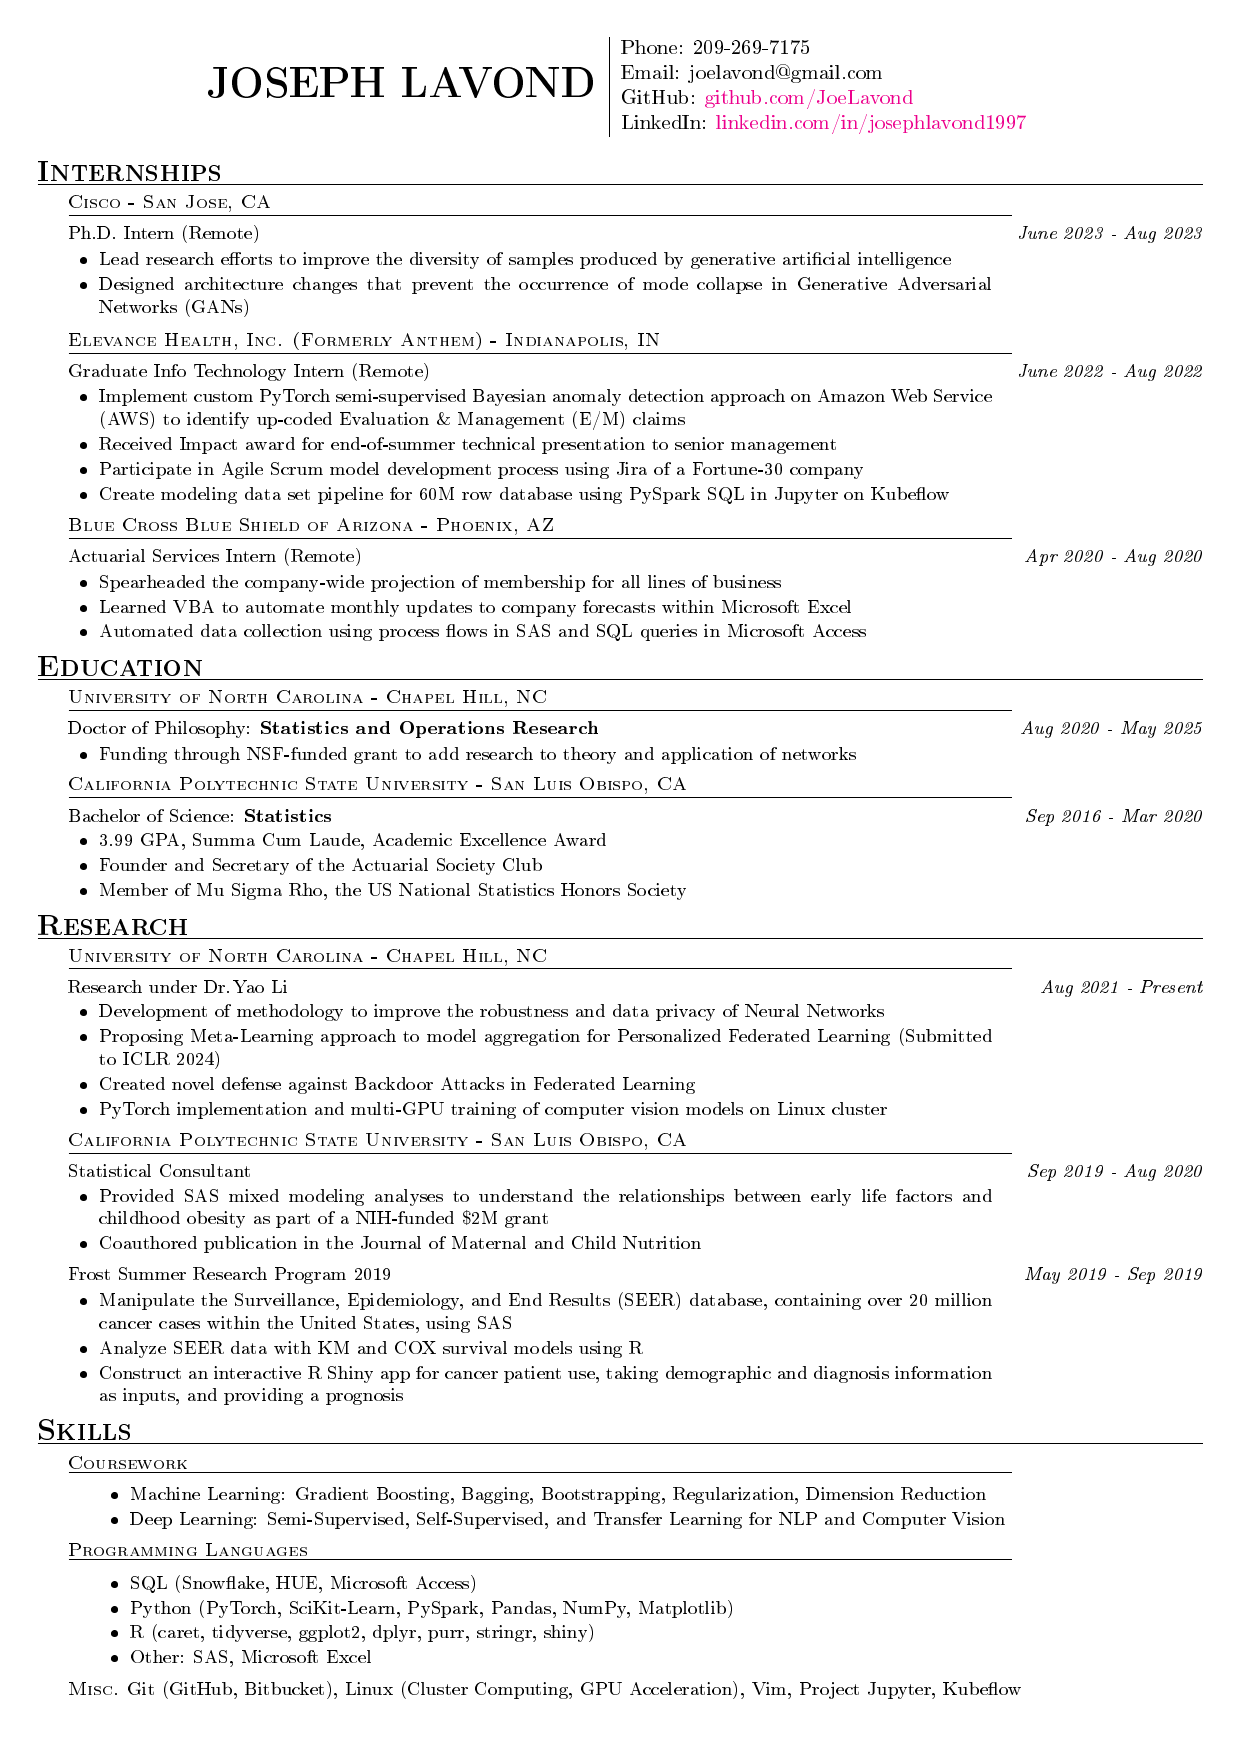 JOSEPH LAVOND
Phone: 209-269-7175
Email: joelavond@gmail.com
GitHub: github.com/JoeLavond
LinkedIn: linkedin.com/in/josephlavond1997
Internships
Cisco - San Jose, CA
Ph.D. Intern (Remote) June 2023 - Aug 2023
• Lead research efforts to improve the diversity of samples produced by generative artificial intelligence
• Designed architecture changes that prevent the occurrence of mode collapse in Generative Adversarial
Networks (GANs)
Elevance Health, Inc. (Formerly Anthem) - Indianapolis, IN
Graduate Info Technology Intern (Remote) June 2022 - Aug 2022
• Implement custom PyTorch semi-supervised Bayesian anomaly detection approach on Amazon Web Service
(AWS) to identify up-coded Evaluation & Management (E/M) claims
• Received Impact award for end-of-summer technical presentation to senior management
• Participate in Agile Scrum model development process using Jira of a Fortune-30 company
• Create modeling data set pipeline for 60M row database using PySpark SQL in Jupyter on Kubeflow
Blue Cross Blue Shield of Arizona - Phoenix, AZ
Actuarial Services Intern (Remote) Apr 2020 - Aug 2020
• Spearheaded the company-wide projection of membership for all lines of business
• Learned VBA to automate monthly updates to company forecasts within Microsoft Excel
• Automated data collection using process flows in SAS and SQL queries in Microsoft Access
Education
University of North Carolina - Chapel Hill, NC
Doctor of Philosophy: Statistics and Operations Research Aug 2020 - May 2025
• Funding through NSF-funded grant to add research to theory and application of networks
California Polytechnic State University - San Luis Obispo, CA
Bachelor of Science: Statistics Sep 2016 - Mar 2020
• 3.99 GPA, Summa Cum Laude, Academic Excellence Award
• Founder and Secretary of the Actuarial Society Club
• Member of Mu Sigma Rho, the US National Statistics Honors Society
Research
University of North Carolina - Chapel Hill, NC
Research under Dr. Yao Li Aug 2021 - Present
• Development of methodology to improve the robustness and data privacy of Neural Networks
• Proposing Meta-Learning approach to model aggregation for Personalized Federated Learning (Submitted
to ICLR 2024)
• Created novel defense against Backdoor Attacks in Federated Learning
• PyTorch implementation and multi-GPU training of computer vision models on Linux cluster
California Polytechnic State University - San Luis Obispo, CA
Statistical Consultant Sep 2019 - Aug 2020
• Provided SAS mixed modeling analyses to understand the relationships between early life factors and
childhood obesity as part of a NIH-funded $2M grant
• Coauthored publication in the Journal of Maternal and Child Nutrition
Frost Summer Research Program 2019 May 2019 - Sep 2019
• Manipulate the Surveillance, Epidemiology, and End Results (SEER) database, containing over 20 million
cancer cases within the United States, using SAS
• Analyze SEER data with KM and COX survival models using R
• Construct an interactive R Shiny app for cancer patient use, taking demographic and diagnosis information
as inputs, and providing a prognosis
Skills
Coursework
• Machine Learning: Gradient Boosting, Bagging, Bootstrapping, Regularization, Dimension Reduction
• Deep Learning: Semi-Supervised, Self-Supervised, and Transfer Learning for NLP and Computer Vision
Programming Languages
• SQL (Snowflake, HUE, Microsoft Access)
• Python (PyTorch, SciKit-Learn, PySpark, Pandas, NumPy, Matplotlib)
• R (caret, tidyverse, ggplot2, dplyr, purr, stringr, shiny)
• Other: SAS, Microsoft Excel
Misc. Git (GitHub, Bitbucket), Linux (Cluster Computing, GPU Acceleration), Vim, Project Jupyter, Kubeflow